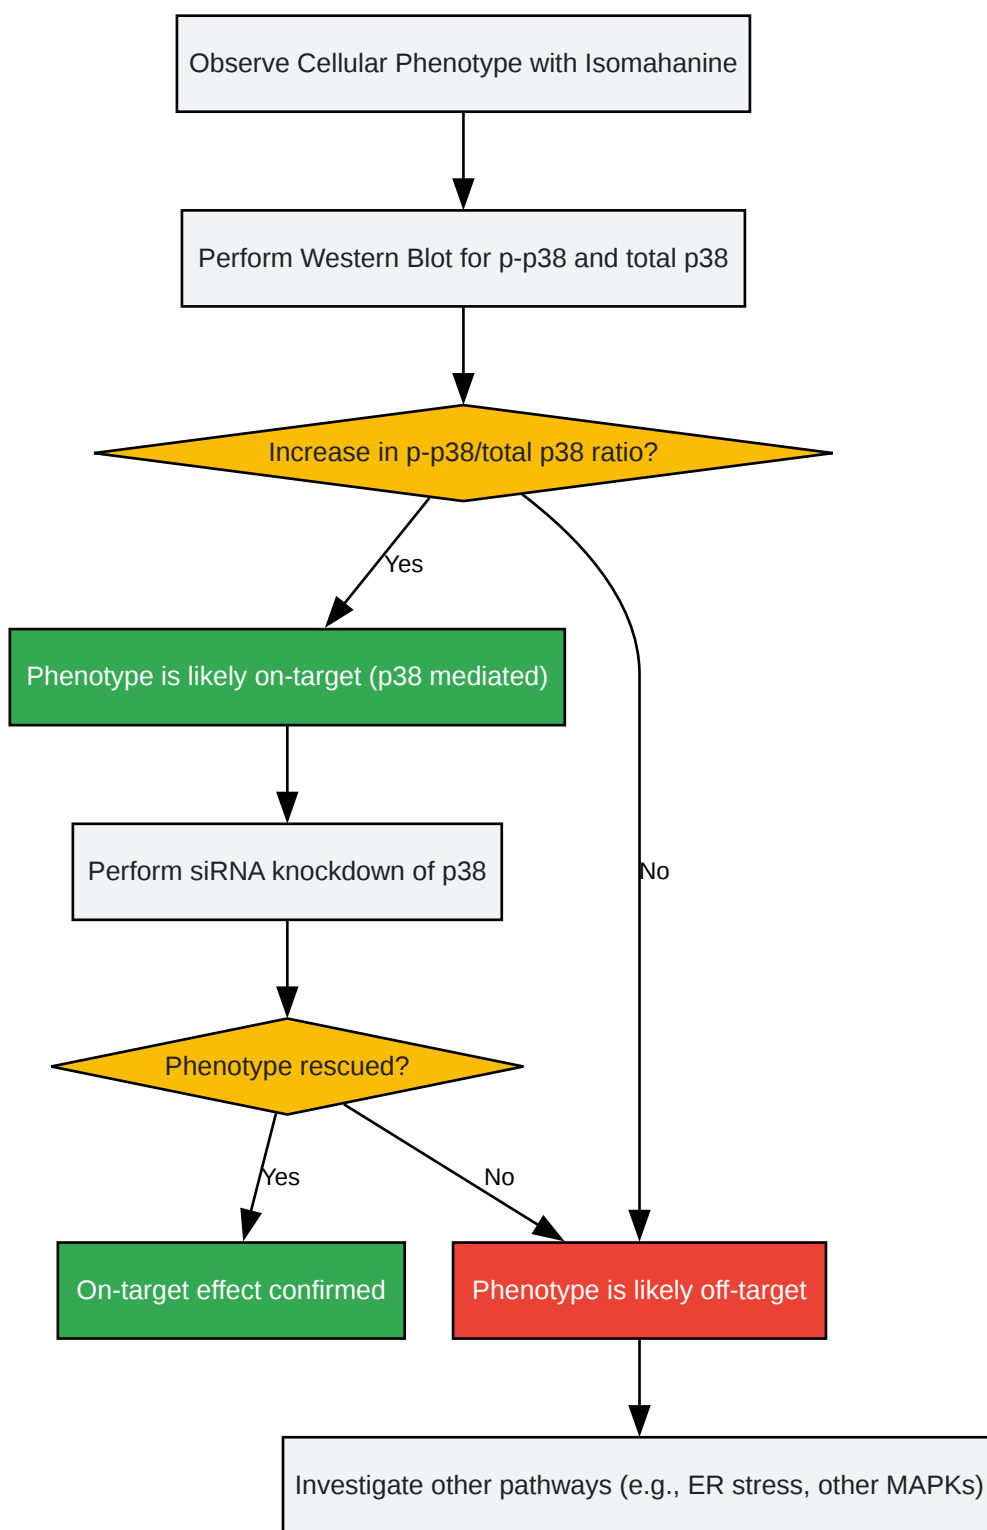 Observe Cellular Phenotype with Isomahanine
Perform Western Blot for p-p38 and total p38
Increase in p-p38/total p38 ratio?
Yes
Phenotype is likely on-target (p38 mediated)
Perform siRNA knockdown of p38
No
Phenotype rescued?
Yes
No
On-target effect confirmed
Phenotype is likely off-target
Investigate other pathways (e.g., ER stress, other MAPKs)